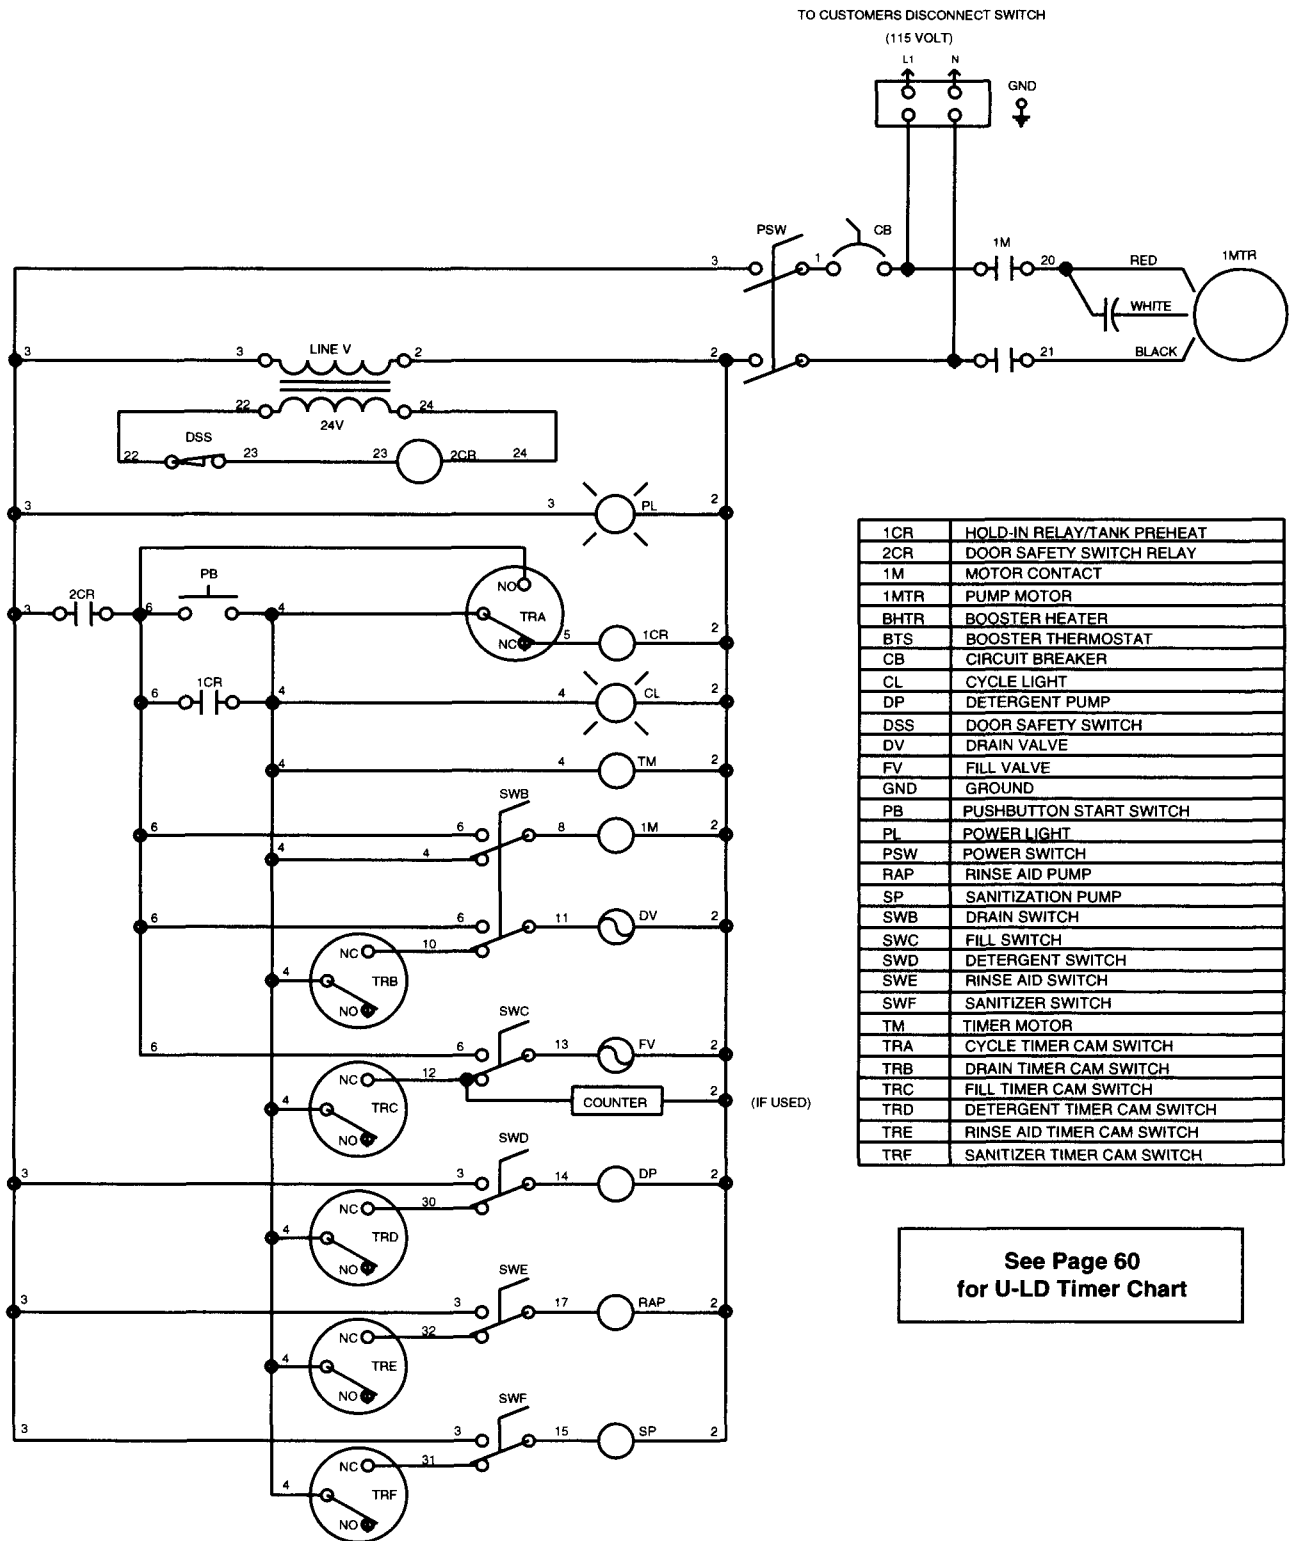 TO CUSTOMERS DISCONNECT SWITCH
(115 VOLT)
L1 N
GND
PSW CB 1M
3 1 20 RED 1MTR
WHITE
3 3 LINE V 2 2 21 BLACK
22 24V 24
DSS
22 23 23 2CR 24
3 3 PL 2
NO
PB
2CR
3 6 4 TRA
NC 5 1CR 2
1CR
6 4 4 CL 2
4 4 TM 2
SWB
6 6 8 1M 2
4 4
6 6 11 DV 2
NC 10
4 TRB
NO
SWC
6 6 13 FV 2
NC 12
4 TRC COUNTER 2 (IF USED)
NO
SWD
3 3 14 DP 2
NC 30
4 TRD
NO
SWE
3 3 17 RAP 2
NC 32
4 TRE
NO
SWF
3 3 15 SP 2
NC 31
4 TRF
NO
1CR HOLD-IN RELAY/TANK PREHEAT
2CR DOOR SAFETY SWITCH RELAY
1M MOTOR CONTACT
1MTR PUMP MOTOR
BHTR BOOSTER HEATER
BTS BOOSTER THERMOSTAT
CB CIRCUIT BREAKER
CL CYCLE LIGHT
DP DETERGENT PUMP
DSS DOOR SAFETY SWITCH
DV DRAIN VALVE
FV FILL VALVE
GND GROUND
PB PUSHBUTTON START SWITCH
PL POWER LIGHT
PSW POWER SWITCH
RAP RINSE AID PUMP
SP SANITIZATION PUMP
SWB DRAIN SWITCH
SWC FILL SWITCH
SWD DETERGENT SWITCH
SWE RINSE AID SWITCH
SWF SANITIZER SWITCH
TM TIMER MOTOR
TRA CYCLE TIMER CAM SWITCH
TRB DRAIN TIMER CAM SWITCH
TRC FILL TIMER CAM SWITCH
TRD DETERGENT TIMER CAM SWITCH
TRE RINSE AID TIMER CAM SWITCH
TRF SANITIZER TIMER CAM SWITCH
See Page 60
for U-LD Timer Chart